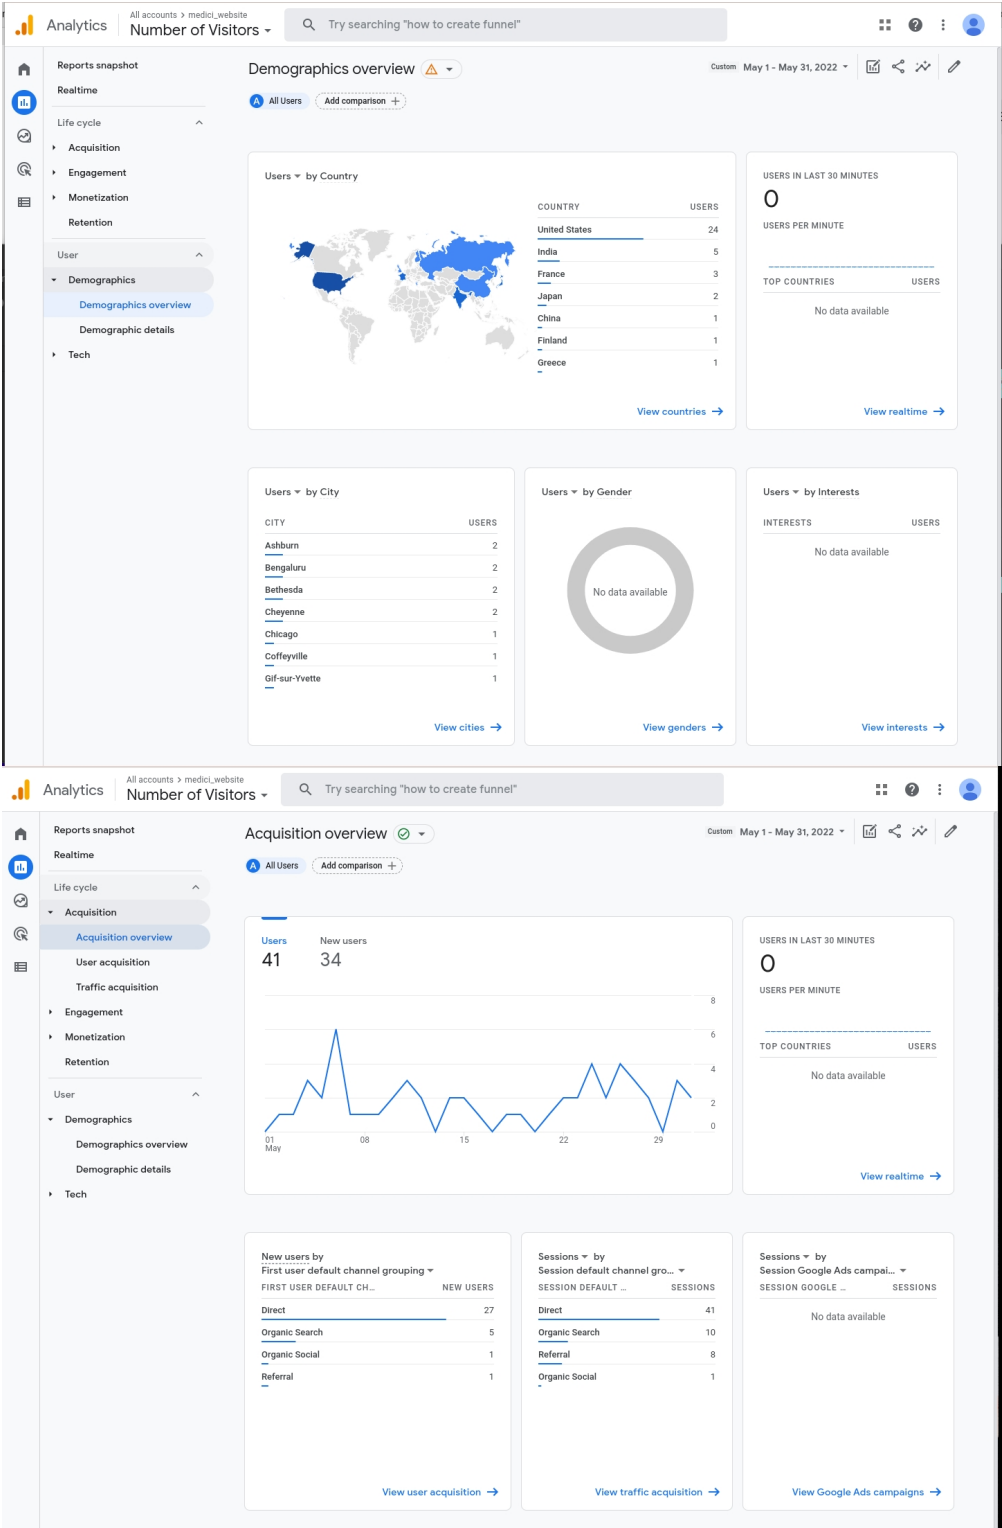 Analytics
All accounts > medici_website
Number of Visitors
Try searching "how to create funnel"
Reports snapshot
Realtime
Life cycle
Acquisition
Engagement
Monetization
Retention
User
Demographics
Demographics overview
Demographic details
Tech
Demographics overview
Custom May 1 - May 31, 2022
A All Users
Add comparison +
Users by Country
COUNTRY USERS
United States 24
India 5
France 3
Japan 2
China 1
Finland 1
Greece 1
View countries
USERS IN LAST 30 MINUTES
0
USERS PER MINUTE
TOP COUNTRIES USERS
No data available
View realtime
Users by City
CITY USERS
Ashburn 2
Bengaluru 2
Bethesda 2
Cheyenne 2
Chicago 1
Coffeyville 1
Gif-sur-Yvette 1
View cities
Users by Gender
No data available
View genders
Users by Interests
INTERESTS USERS
No data available
View interests
Analytics
All accounts > medici_website
Number of Visitors
Try searching "how to create funnel"
Reports snapshot
Realtime
Life cycle
Acquisition
Acquisition overview
User acquisition
Traffic acquisition
Engagement
Monetization
Retention
User
Demographics
Demographics overview
Demographic details
Tech
Acquisition overview
Custom May 1 - May 31, 2022
A All Users
Add comparison +
Users New users
41 34
8
6
4
2
0
01 08 15 22 29
May
USERS IN LAST 30 MINUTES
0
USERS PER MINUTE
TOP COUNTRIES USERS
No data available
View realtime
New users by
First user default channel grouping
FIRST USER DEFAULT CH... NEW USERS
Direct 27
Organic Search 5
Organic Social 1
Referral 1
View user acquisition
Sessions by
Session default channel gro...
SESSION DEFAULT ... SESSIONS
Direct 41
Organic Search 10
Referral 8
Organic Social 1
View traffic acquisition
Sessions by
Session Google Ads campai...
SESSION GOOGLE ... SESSIONS
No data available
View Google Ads campaigns